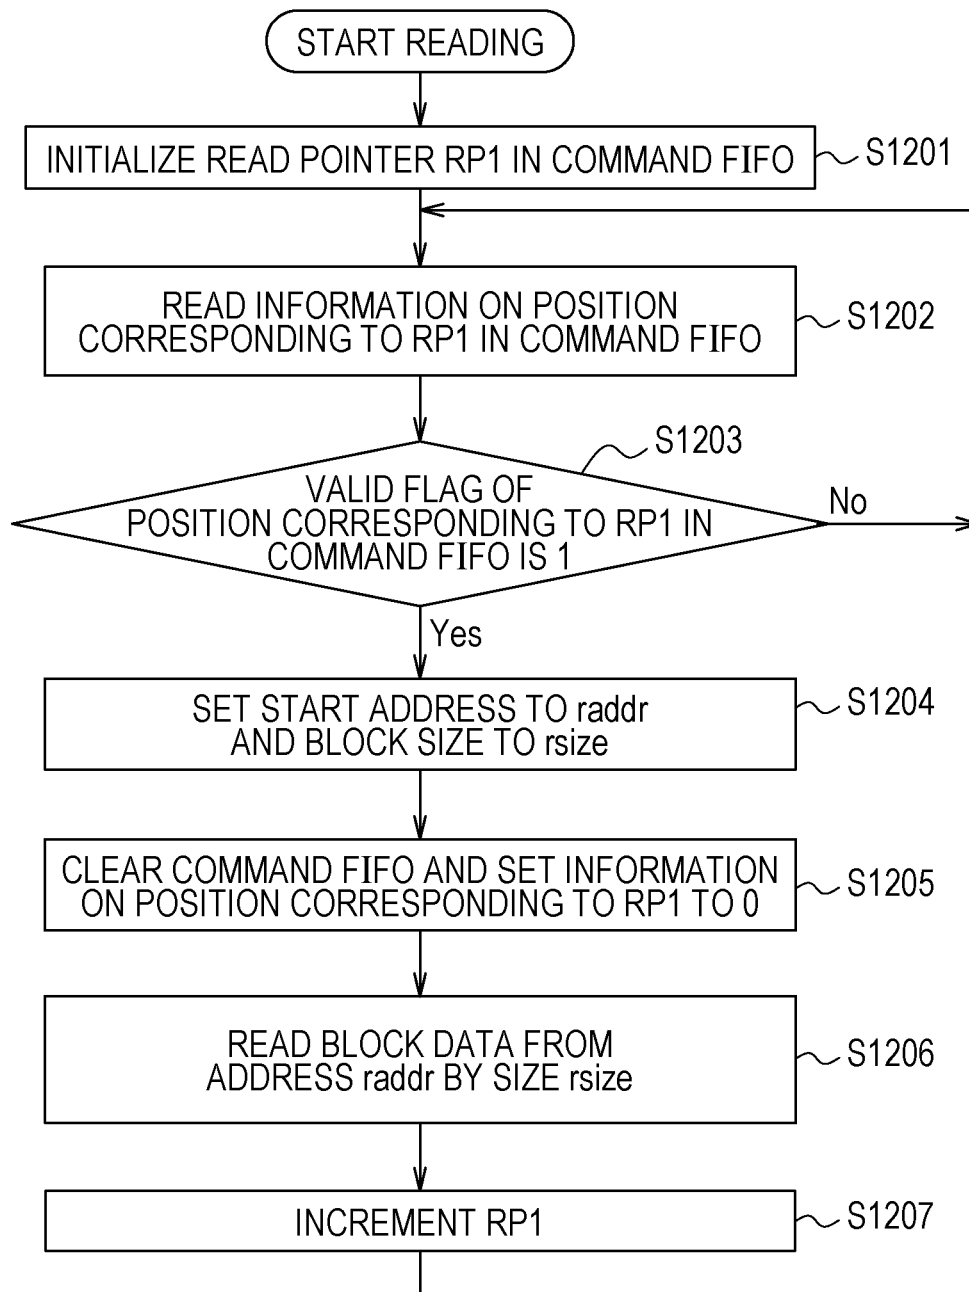 START READING
INITIALIZE READ POINTER RP1 IN COMMAND FIFO
S1201
READ INFORMATION ON POSITION
CORRESPONDING TO RP1 IN COMMAND FIFO
S1202
S1203
VALID FLAG OF
POSITION CORRESPONDING TO RP1 IN
COMMAND FIFO IS 1
No
Yes
SET START ADDRESS TO raddr
AND BLOCK SIZE TO rsize
S1204
CLEAR COMMAND FIFO AND SET INFORMATION
ON POSITION CORRESPONDING TO RP1 TO 0
S1205
READ BLOCK DATA FROM
ADDRESS raddr BY SIZE rsize
S1206
INCREMENT RP1
S1207